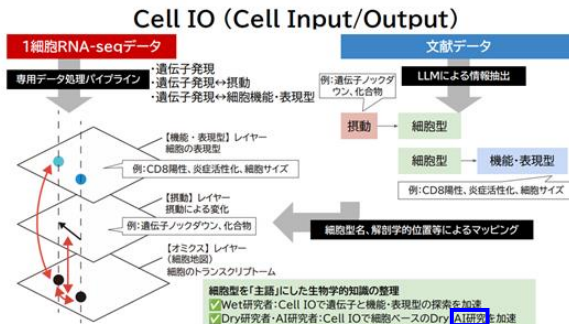 Cell IO (Cell Input/Output)
1細胞RNA-seqデータ
文献データ
専用データ処理パイプライン
・遺伝子発現
・遺伝子発現↔摂動
・遺伝子発現↔細胞機能・表現型
例：遺伝子ノックダ
ウン、化合物
LLMによる情報抽出
摂動
細胞型
細胞型
機能・表現型
例：CD8陽性、炎症活性化、細胞サイズ
【機能・表現型】レイヤー
細胞の表現型
例：CD8陽性、炎症活性化、細胞サイズ
【摂動】レイヤー
摂動による変化
例：遺伝子ノックダウン、化合物
細胞型名、解剖学的位置等によるマッピング
【オミクス】レイヤー
（細胞地図）
細胞のトランスクリプトーム
細胞型を「主語」にした生物学的知識の整理
✅Wet研究者：Cell IOで遺伝子と機能・表現型の探索を加速
✅Dry研究者・AI研究者：Cell IOで細胞ベースのDry AI研究を加速